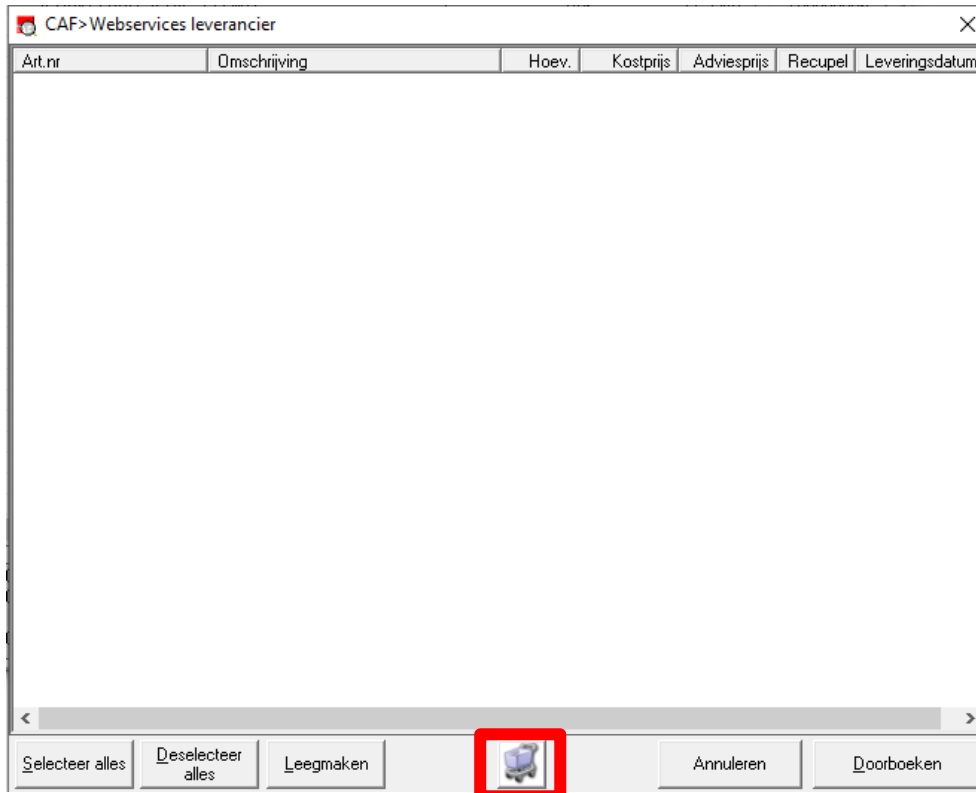 CAF>Webservices leverancier
Art.nr Omschrijving Hoev. Kostprijs Adviesprijs Recupel Leveringsdatum
Selecteer alles Deselecteer alles Leegmaken Annuleren Doorboeken